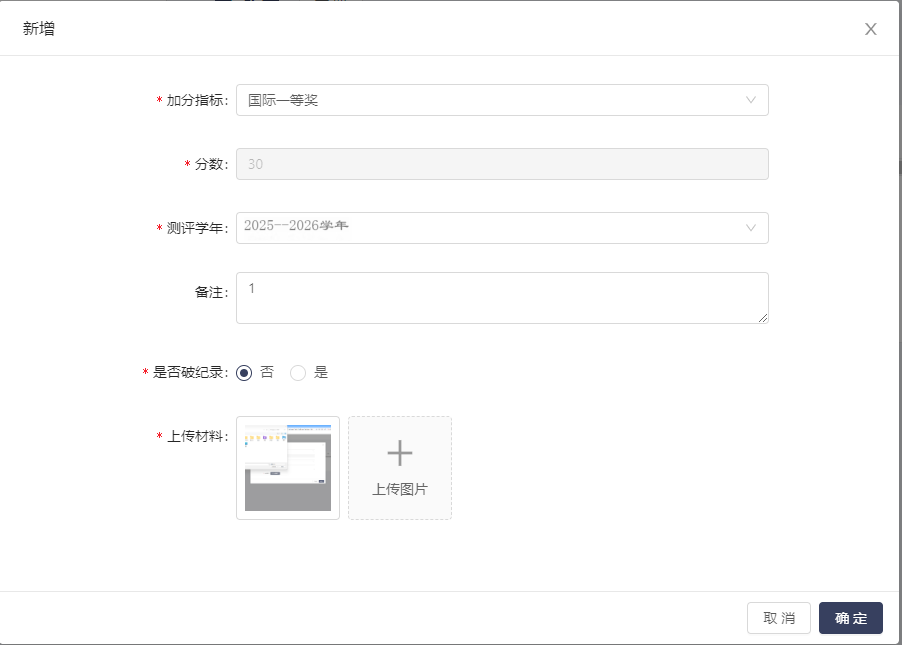 新增
* 加分指标: 国际一等奖
* 分数: 30
* 测评学年: 2025--2026学年
备注: 1
* 是否破纪录: 否 是
* 上传材料:
上传图片
取 消 确 定